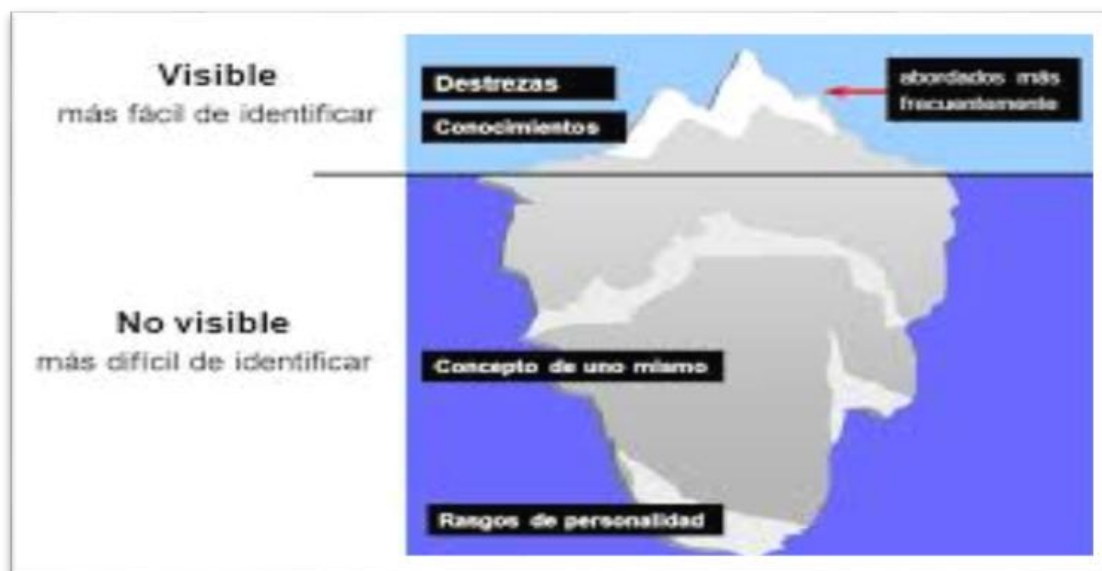 Visible
más fácil de identificar
Destrezas
Conocimientos
abordados más
frecuentemente
No visible
más difícil de identificar
Concepto de uno mismo
Rasgos de personalidad